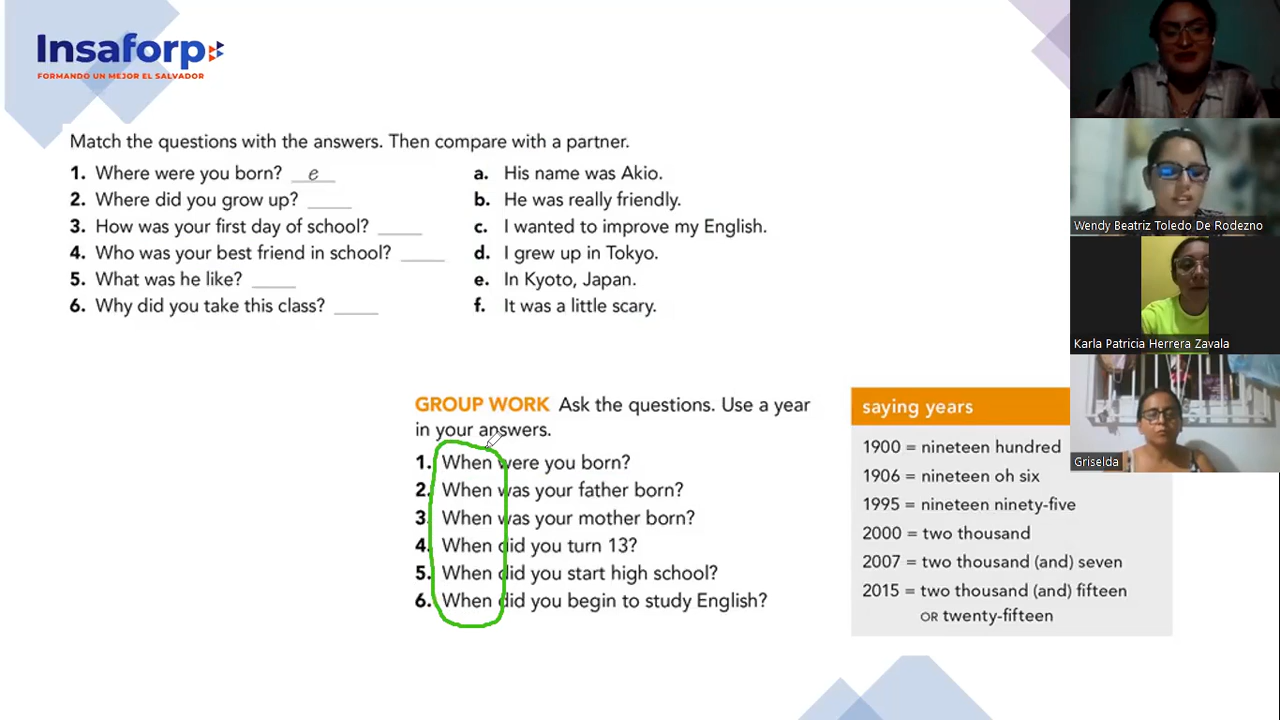 Insaforp
FORMANDO UN MEJOR EL SALVADOR
Match the questions with the answers. Then compare with a partner.
1. Where were you born? e
2. Where did you grow up? ____
3. How was your first day of school? ____
4. Who was your best friend in school? ____
5. What was he like? ____
6. Why did you take this class? ____
a. His name was Akio.
b. He was really friendly.
c. I wanted to improve my English.
d. I grew up in Tokyo.
e. In Kyoto, Japan.
f. It was a little scary.
GROUP WORK Ask the questions. Use a year
in your answers.
1. When were you born?
2. When was your father born?
3. When was your mother born?
4. When did you turn 13?
5. When did you start high school?
6. When did you begin to study English?
saying years
1900 = nineteen hundred
1906 = nineteen oh six
1995 = nineteen ninety-five
2000 = two thousand
2007 = two thousand (and) seven
2015 = two thousand (and) fifteen
OR twenty-fifteen
Wendy Beatriz Toledo De Rodezno
Karla Patricia Herrera Zavala
Griselda